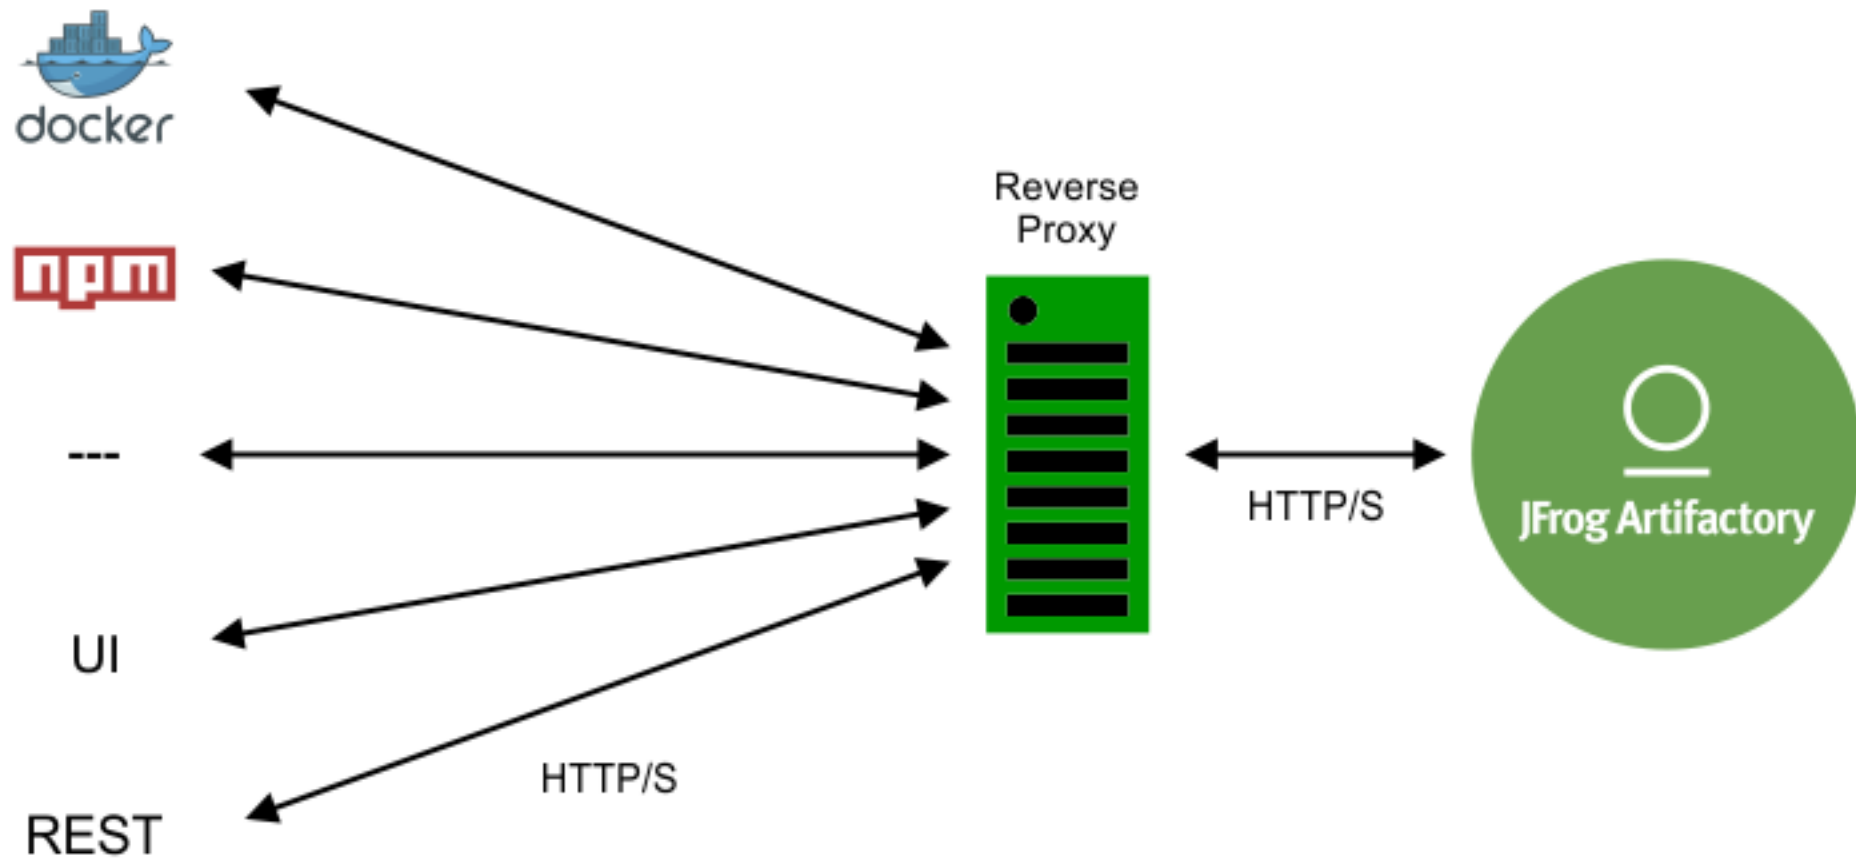 docker
npm
---
UI
REST
HTTP/S
Reverse
Proxy
HTTP/S
JFrog Artifactory